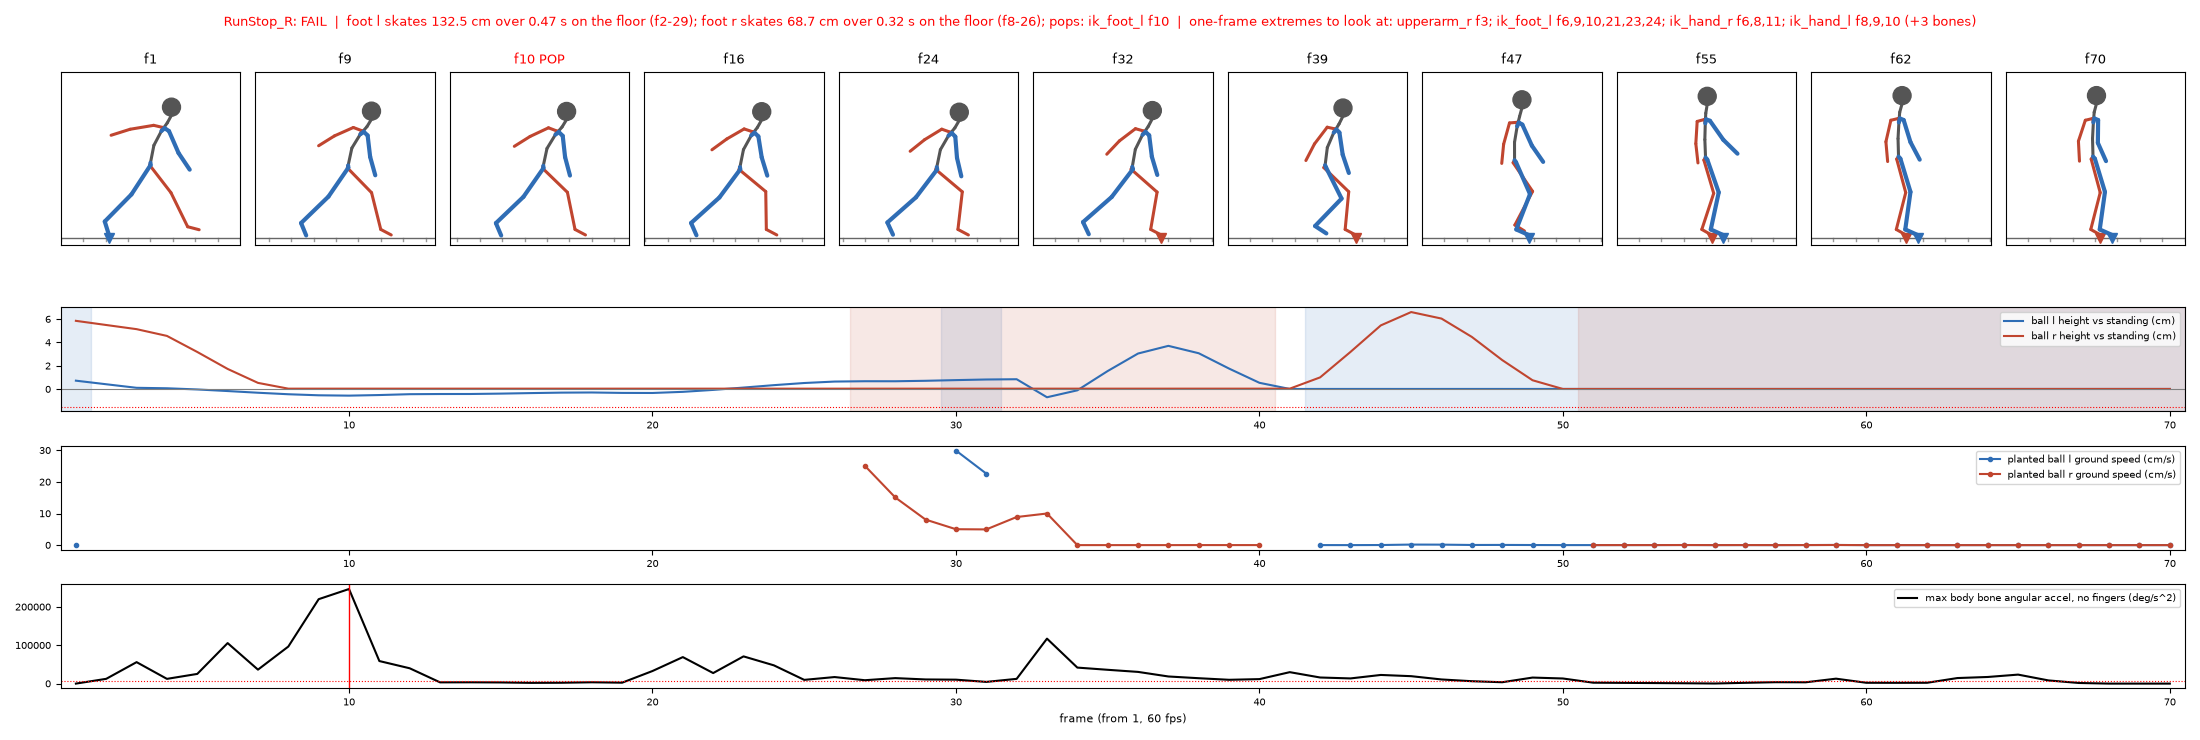 RunStop_R: FAIL | foot l skates 132.5 cm over 0.47 s on the floor (f2-29); foot r skates 68.7 cm over 0.32 s on the floor (f8-26); pops: ik_foot_l f10 | one-frame extremes to look at: upperarm_r f3; ik_foot_l f6,9,10,21,23,24; ik_hand_r f6,8,11; ik_hand_l f8,9,10 (+3 bones)
f1 f9 f10 POP f16 f24 f32 f39 f47 f55 f62 f70
ball l height vs standing (cm)
ball r height vs standing (cm)
6
4
2
0
10 20 30 40 50 60 70
planted ball l ground speed (cm/s)
planted ball r ground speed (cm/s)
30
20
10
0
10 20 30 40 50 60 70
max body bone angular accel, no fingers (deg/s^2)
200000
100000
0
10 20 30 40 50 60 70
frame (from 1, 60 fps)